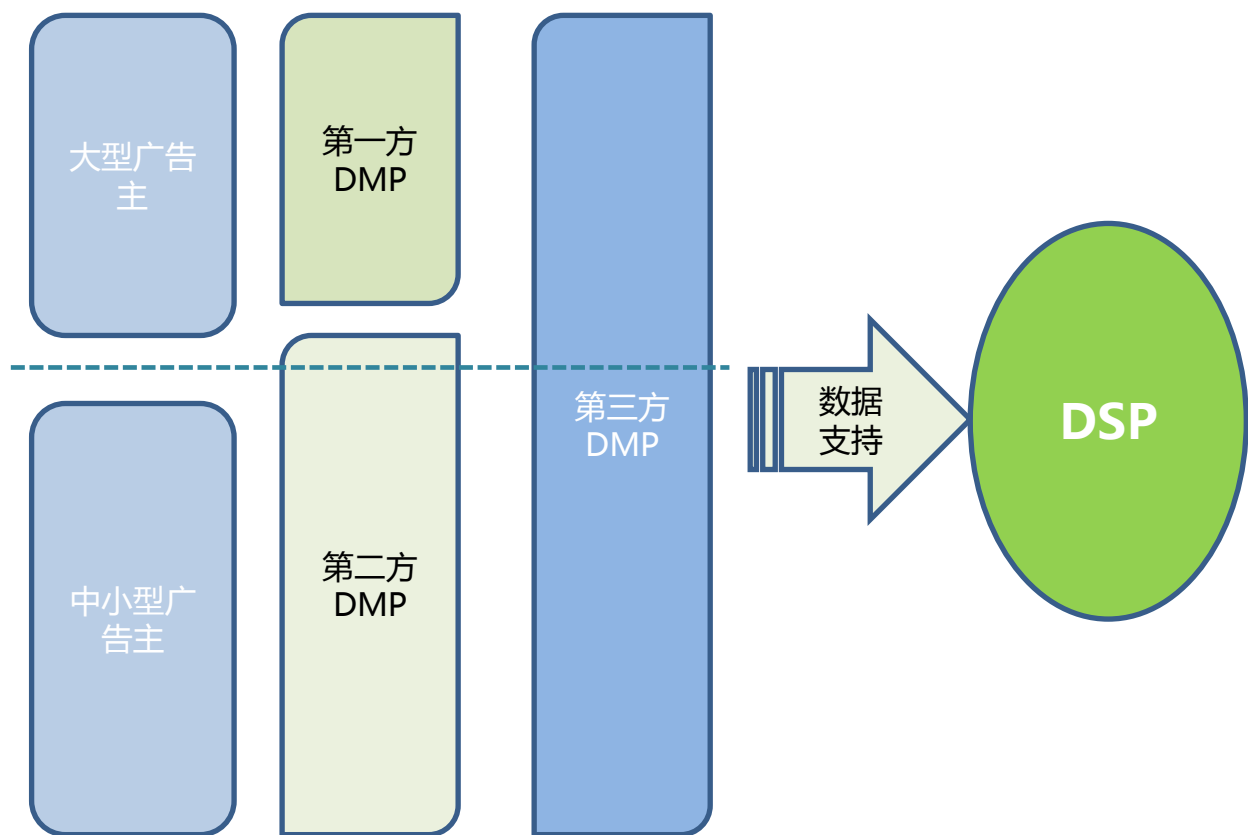 大型广告
主
第一方
DMP
中小型广
告主
第二方
DMP
第三方
DMP
数据
支持
DSP